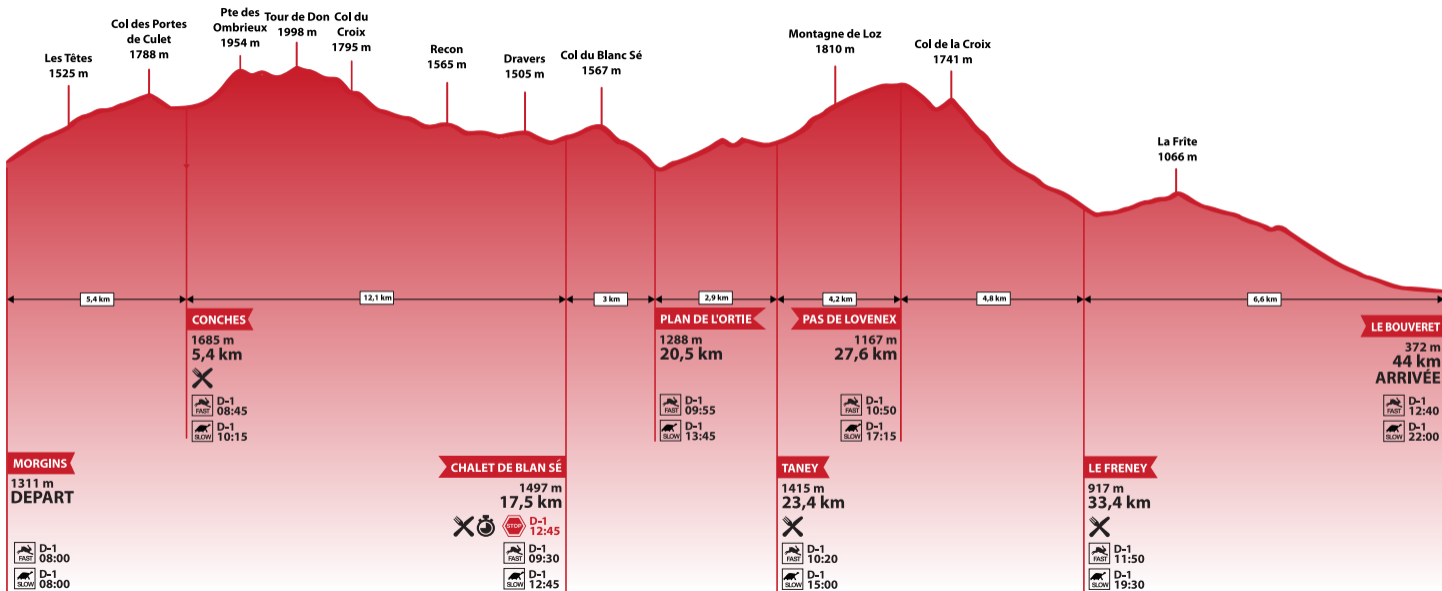 Les Têtes
1525 m
Col des Portes
de Culet
1788 m
Pte des
Ombrieux
1954 m
Tour de Don
1998 m
Col du
Croix
1795 m
Recon
1565 m
Dravers
1505 m
Col du Blanc Sé
1567 m
Montagne de Loz
1810 m
Col de la Croix
1741 m
La Frite
1066 m
5,4 km
12,1 km
3 km
2,9 km
4,2 km
4,8 km
6,6 km
CONCHES
1685 m
5,4 km
FAST
D-1
08:45
SLOW
D-1
10:15
PLAN DE L'ORTIE
1288 m
20,5 km
FAST
D-1
09:55
SLOW
D-1
13:45
PAS DE LOVENEX
1167 m
27,6 km
FAST
D-1
10:50
SLOW
D-1
17:15
LE BOUVERET
372 m
44 km
ARRIVÉE
FAST
D-1
12:40
SLOW
D-1
22:00
MORGINS
1311 m
DEPART
FAST
D-1
08:00
SLOW
D-1
08:00
CHALET DE BLAN SÉ
1497 m
17,5 km
STOP
D-1
12:45
FAST
D-1
09:30
SLOW
D-1
12:45
TANEY
1415 m
23,4 km
FAST
D-1
10:20
SLOW
D-1
15:00
LE FRENEY
917 m
33,4 km
FAST
D-1
11:50
SLOW
D-1
19:30